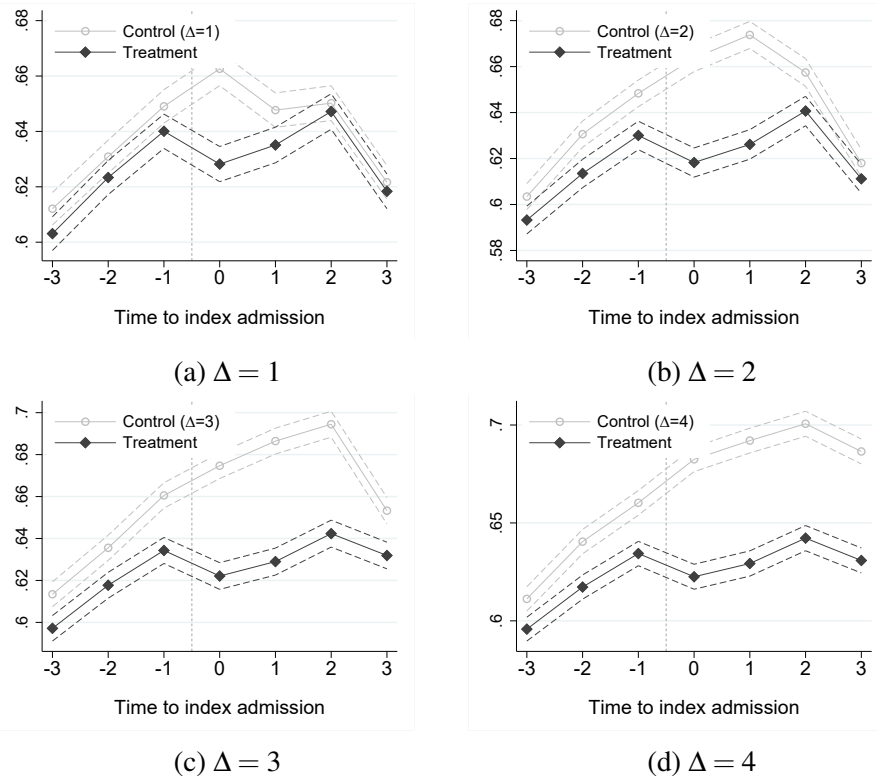 .68
.66
.64
.62
.6
Control (Δ=1)
Treatment
-3 -2 -1 0 1 2 3
Time to index admission
(a) Δ = 1
.68
.66
.64
.62
.6
.58
Control (Δ=2)
Treatment
-3 -2 -1 0 1 2 3
Time to index admission
(b) Δ = 2
.7
.68
.66
.64
.62
.6
Control (Δ=3)
Treatment
-3 -2 -1 0 1 2 3
Time to index admission
(c) Δ = 3
.7
.65
.6
Control (Δ=4)
Treatment
-3 -2 -1 0 1 2 3
Time to index admission
(d) Δ = 4